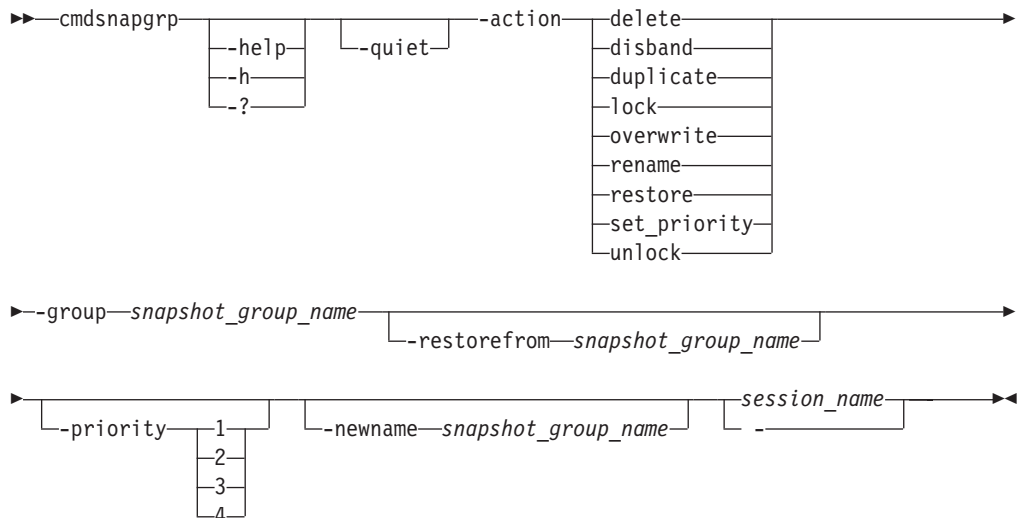 cmdsnapgrp -action delete
-help -quiet disband
-h duplicate
-? lock
overwrite
rename
restore
set_priority
unlock
-group snapshot_group_name
-restorefrom snapshot_group_name
session_name
-priority 1 -newname snapshot_group_name -
2
3
4